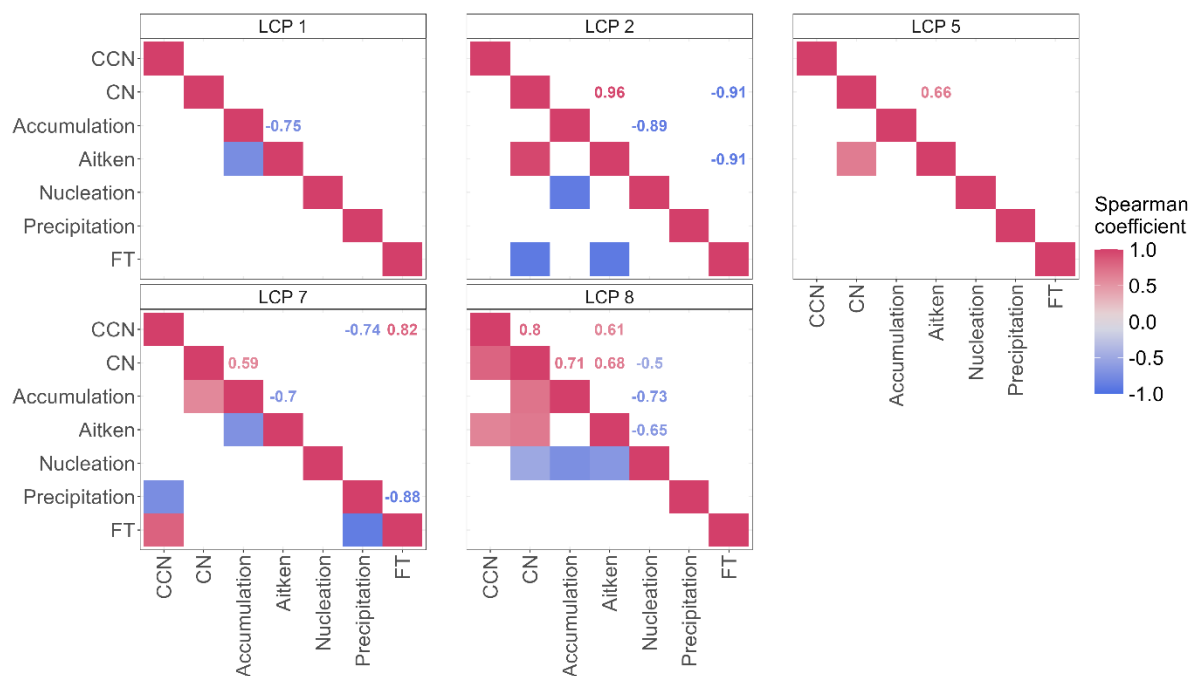 LCP 1
LCP 2
LCP 5
CCN
CN
Accumulation
Aitken
Nucleation
Precipitation
FT
-0.75
0.96
-0.91
-0.89
-0.91
0.66
CCN
CN
Accumulation
Aitken
Nucleation
Precipitation
FT
Spearman
coefficient
1.0
0.5
0.0
-0.5
-1.0
LCP 7
LCP 8
CCN
CN
Accumulation
Aitken
Nucleation
Precipitation
FT
-0.74 0.82
0.59
-0.7
-0.88
0.8 0.61
0.71 0.68 -0.5
-0.73
-0.65
CCN
CN
Accumulation
Aitken
Nucleation
Precipitation
FT
CCN
CN
Accumulation
Aitken
Nucleation
Precipitation
FT